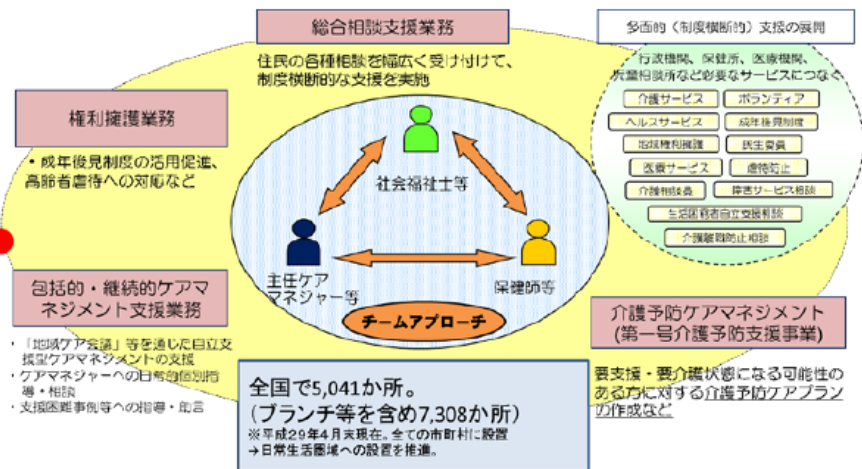 総合相談支援業務
住民の各種相談を幅広く受け付けて、
制度横断的な支援を実施
多面的（制度横断的）支援の展開
行政機関、保健所、医療機関、
児童相談所など必要なサービスにつなぐ
介護サービス
ボランティア
ヘルスサービス
成年後見制度
地域権利擁護
民生委員
医療サービス
虐待防止
介護相談員
障害サービス相談
生活困窮者自立支援相談
介護離職防止相談
権利擁護業務
・成年後見制度の活用促進、
高齢者虐待への対応など
社会福祉士等
主任ケア
マネジャー等
保健師等
チームアプローチ
包括的・継続的ケアマ
ネジメント支援業務
・「地域ケア会議」等を通じた自立支
援型ケアマネジメントの支援
・ケアマネジャーへの日常的個別指
導・相談
・支援困難事例等への指導・助言
全国で5,041か所。
(ブランチ等を含め7,308か所)
※平成29年4月末現在。全ての市町村に設置
→日常生活圏域への設置を推進。
介護予防ケアマネジメント
(第一号介護予防支援事業)
要支援・要介護状態になる可能性の
ある方に対する介護予防ケアプラン
の作成など